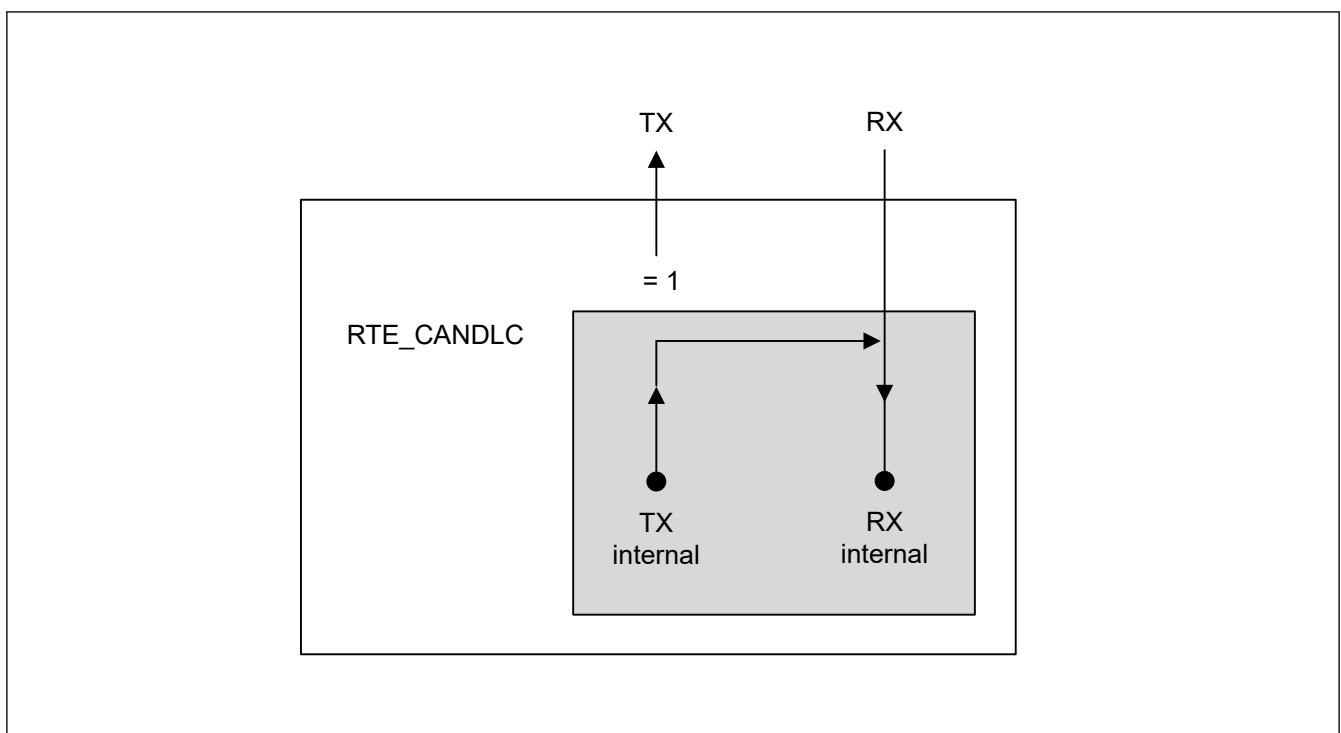 TX
RX
= 1
RTE_CANDLC
TX
internal
RX
internal